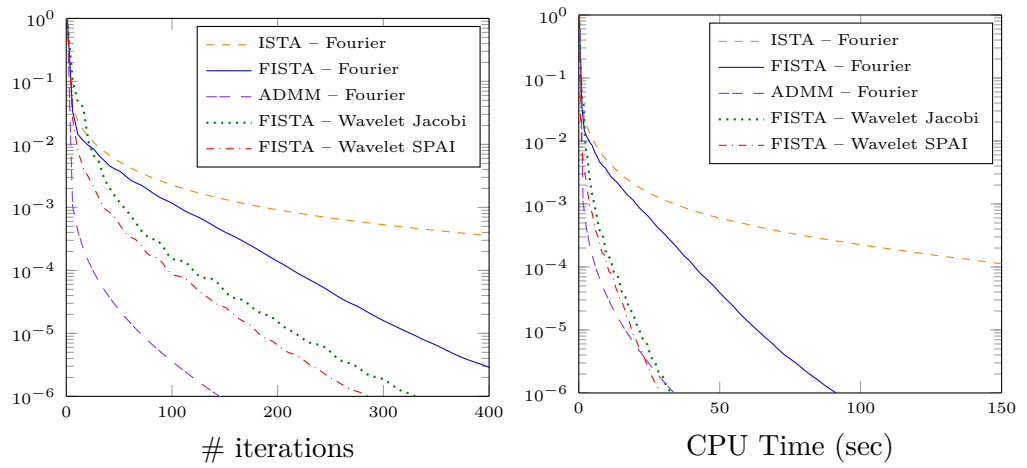 10^0
10^-1
10^-2
10^-3
10^-4
10^-5
10^-6
0
100
200
300
400
# iterations
ISTA – Fourier
FISTA – Fourier
ADMM – Fourier
FISTA – Wavelet Jacobi
FISTA – Wavelet SPAI
10^0
10^-1
10^-2
10^-3
10^-4
10^-5
10^-6
0
50
100
150
CPU Time (sec)
ISTA – Fourier
FISTA – Fourier
ADMM – Fourier
FISTA – Wavelet Jacobi
FISTA – Wavelet SPAI